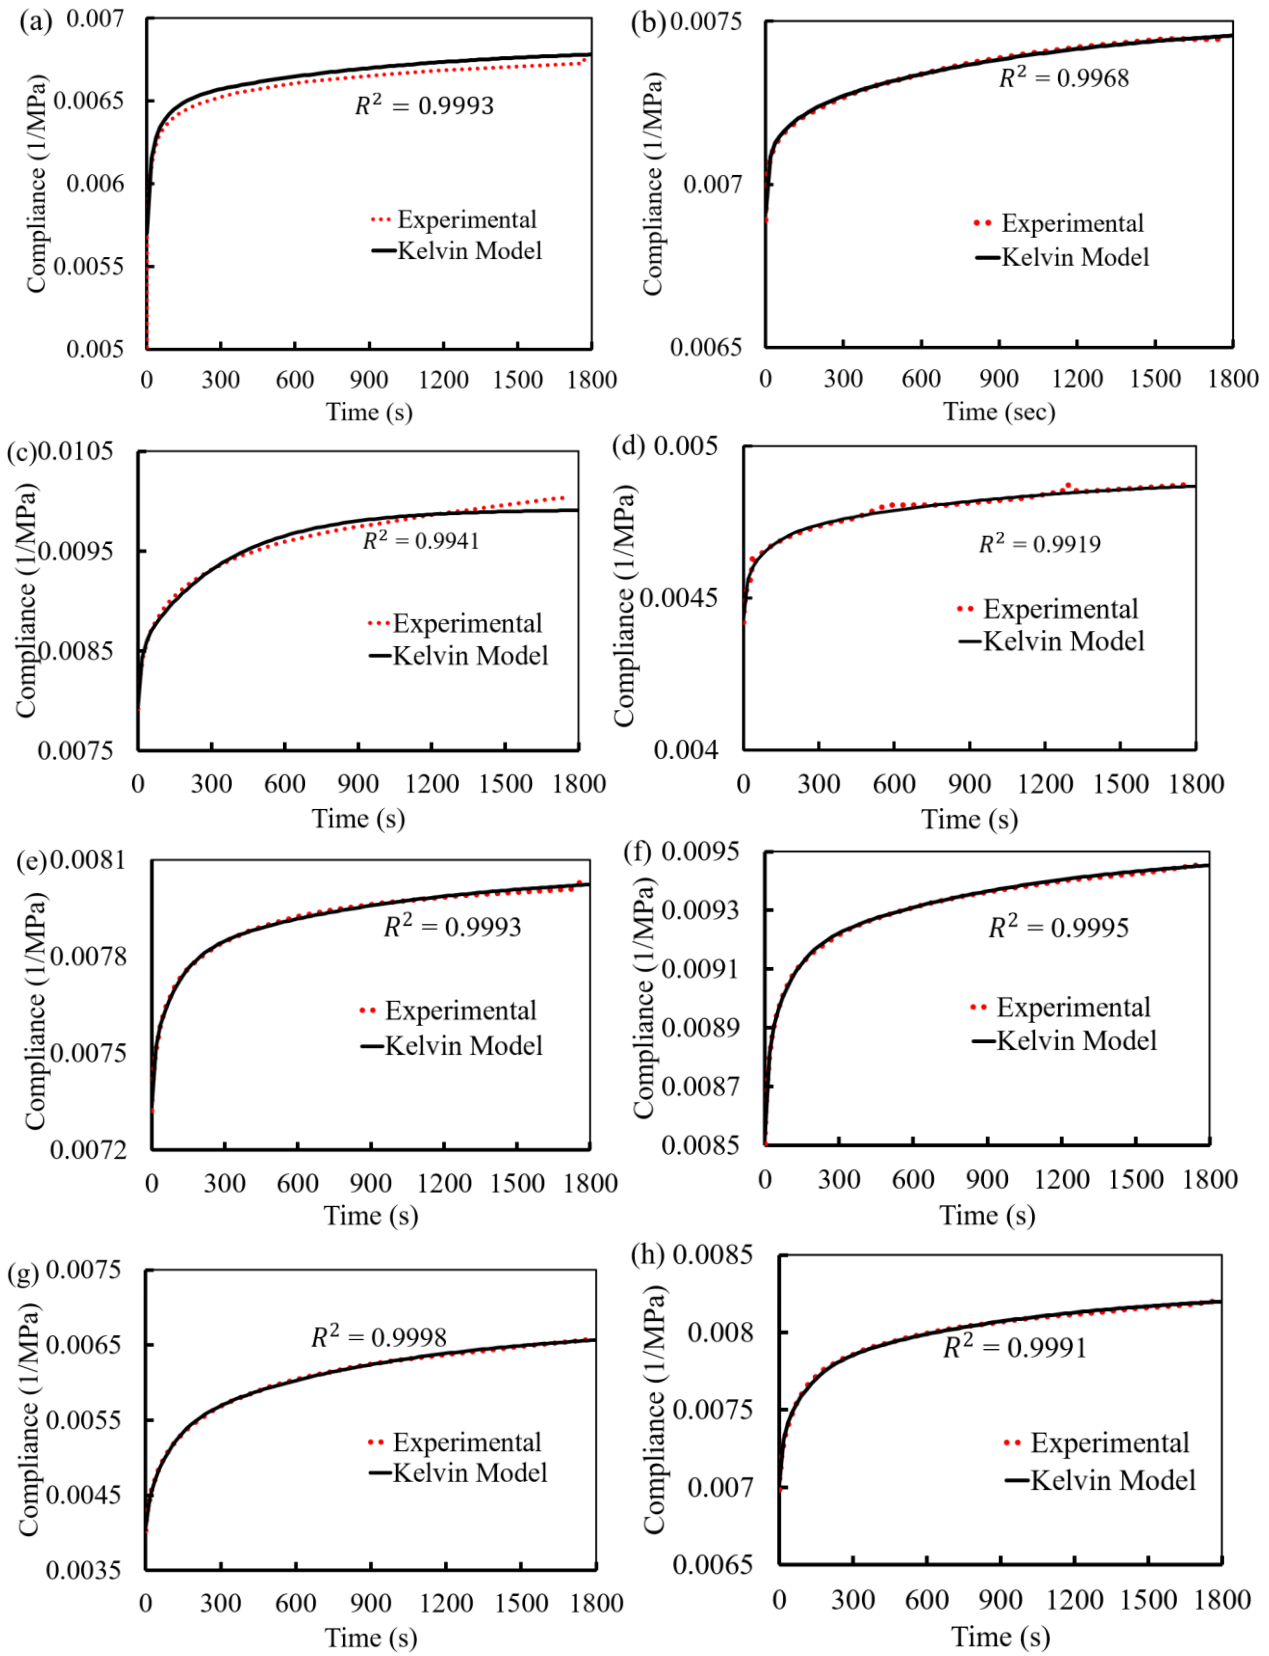 (a)
0.007
0.0065
0.006
0.0055
0.005
Compliance (1/MPa)
R² = 0.9993
Experimental
Kelvin Model
0 300 600 900 1200 1500 1800
Time (s)
(b)
0.0075
0.007
0.0065
Compliance (1/MPa)
R² = 0.9968
Experimental
Kelvin Model
0 300 600 900 1200 1500 1800
Time (sec)
(c)
0.0105
0.0095
0.0085
0.0075
Compliance (1/MPa)
R² = 0.9941
Experimental
Kelvin Model
0 300 600 900 1200 1500 1800
Time (s)
(d)
0.005
0.0045
0.004
Compliance (1/MPa)
R² = 0.9919
Experimental
Kelvin Model
0 300 600 900 1200 1500 1800
Time (s)
(e)
0.0081
0.0078
0.0075
0.0072
Compliance (1/MPa)
R² = 0.9993
Experimental
Kelvin Model
0 300 600 900 1200 1500 1800
Time (s)
(f)
0.0095
0.0093
0.0091
0.0089
0.0087
0.0085
Compliance (1/MPa)
R² = 0.9995
Experimental
Kelvin Model
0 300 600 900 1200 1500 1800
Time (s)
(g)
0.0075
0.0065
0.0055
0.0045
0.0035
Compliance (1/MPa)
R² = 0.9998
Experimental
Kelvin Model
0 300 600 900 1200 1500 1800
Time (s)
(h)
0.0085
0.008
0.0075
0.007
0.0065
Compliance (1/MPa)
R² = 0.9991
Experimental
Kelvin Model
0 300 600 900 1200 1500 1800
Time (s)